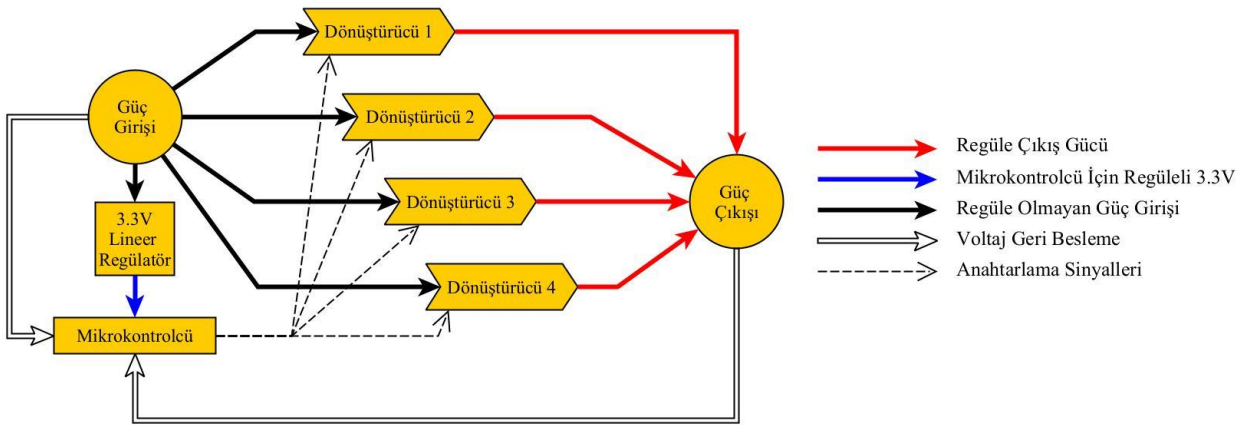 Dönüştürücü 1
Güç
Girişi
Dönüştürücü 2
Dönüştürücü 3
3.3V
Lineer
Regülatör
Dönüştürücü 4
Mikrokontrolcü
Güç
Çıkışı
Regüle Çıkış Gücü
Mikrokontrolcü İçin Regüleli 3.3V
Regüle Olmayan Güç Girişi
Voltaj Geri Besleme
Anahtarlama Sinyalleri